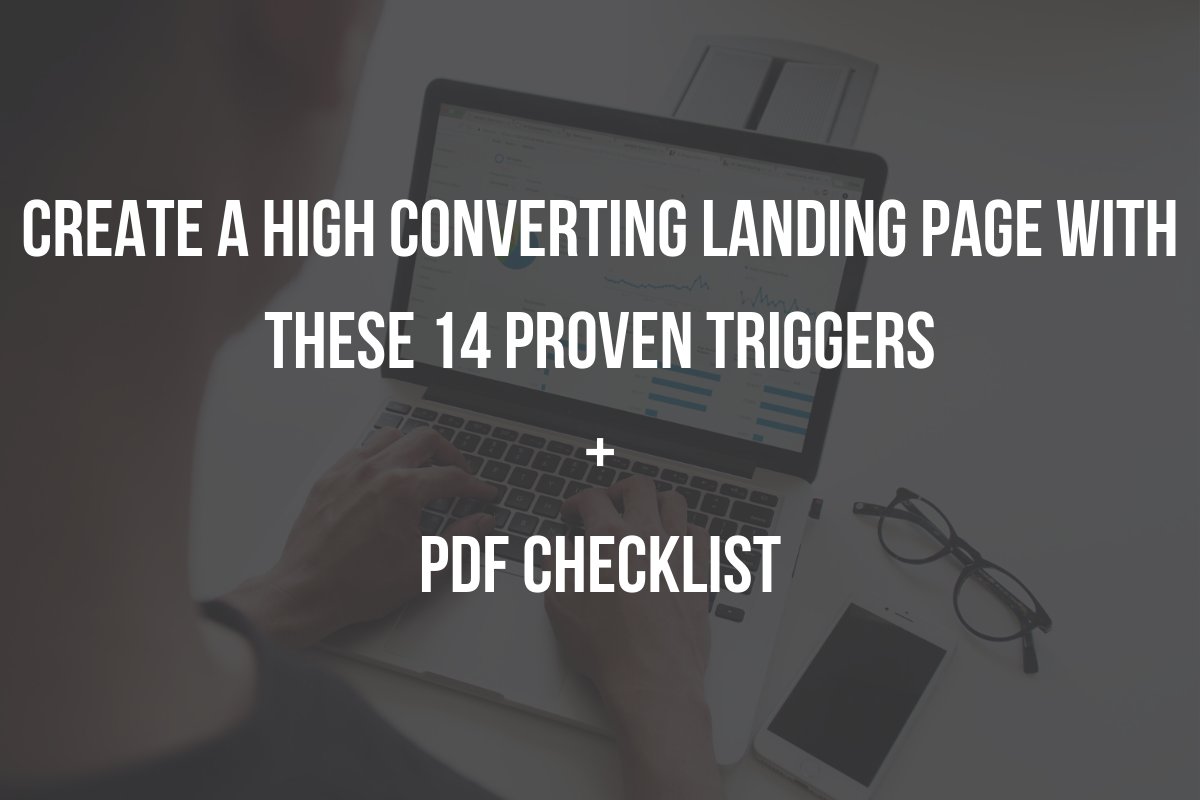 CREATE A HIGH CONVERTING LANDING PAGE WITH
THESE 14 PROVEN TRIGGERS
+
PDF CHECKLIST